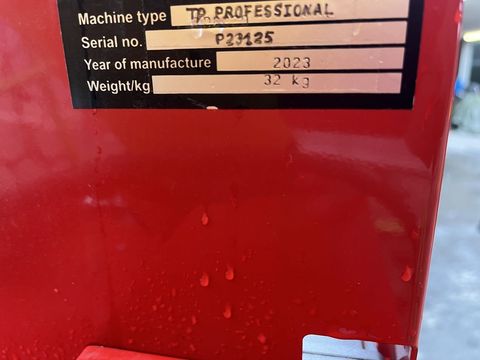 Machine type TP PROFESSIONAL
Serial no. P23125
Year of manufacture 2023
Weight/kg 32 kg